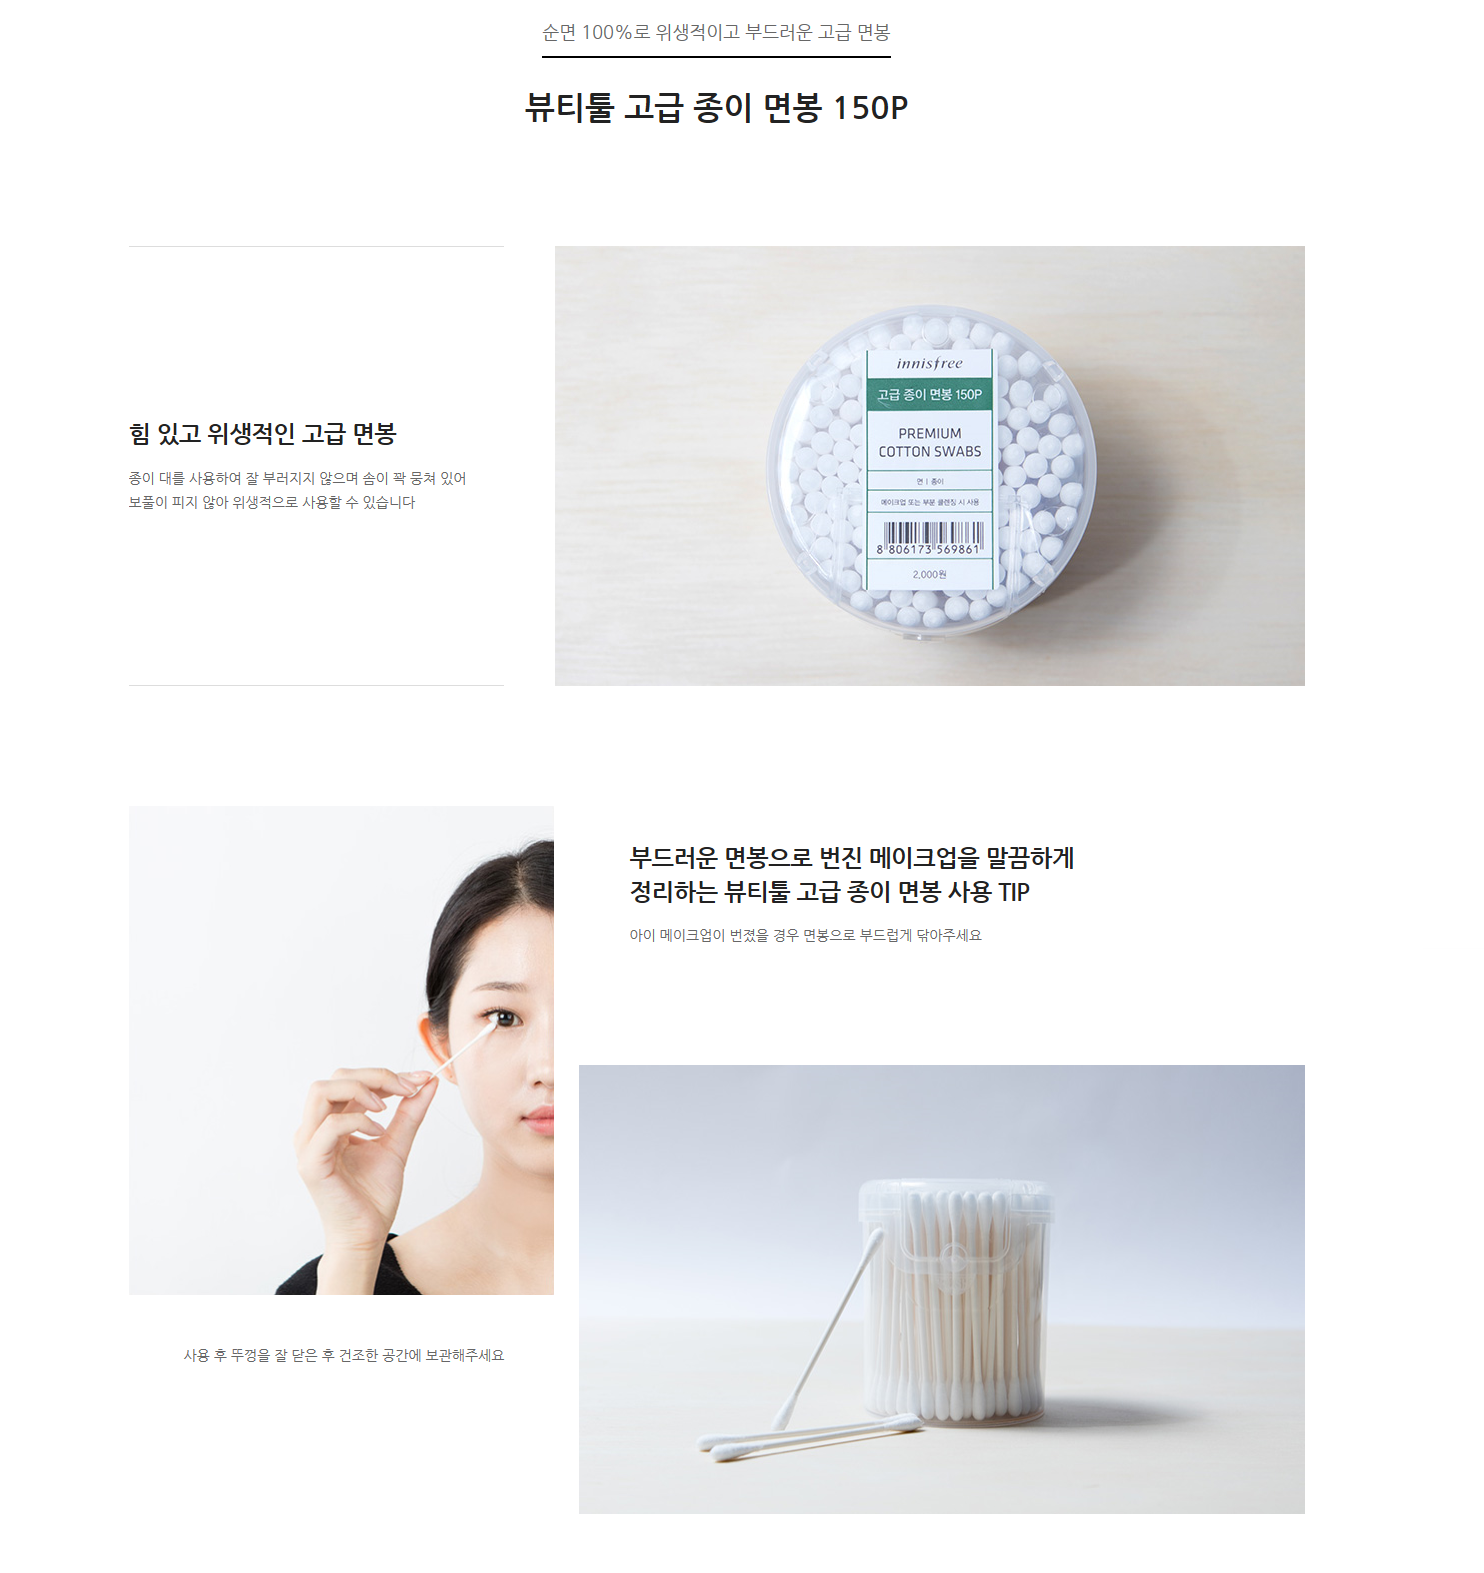 순면 100%로 위생적이고 부드러운 고급 면봉
뷰티툴 고급 종이 면봉 150P
힘 있고 위생적인 고급 면봉
종이 대를 사용하여 잘 부러지지 않으며 솜이 꽉 뭉쳐 있어
보풀이 피지 않아 위생적으로 사용할 수 있습니다
innisfree
고급 종이 면봉 150P
PREMIUM
COTTON SWABS
면 | 종이
메이크업 또는 부분 클렌징 시 사용
8 806173 569861
2,000원
부드러운 면봉으로 번진 메이크업을 말끔하게
정리하는 뷰티툴 고급 종이 면봉 사용 TIP
아이 메이크업이 번졌을 경우 면봉으로 부드럽게 닦아주세요
사용 후 뚜껑을 잘 닫은 후 건조한 공간에 보관해주세요